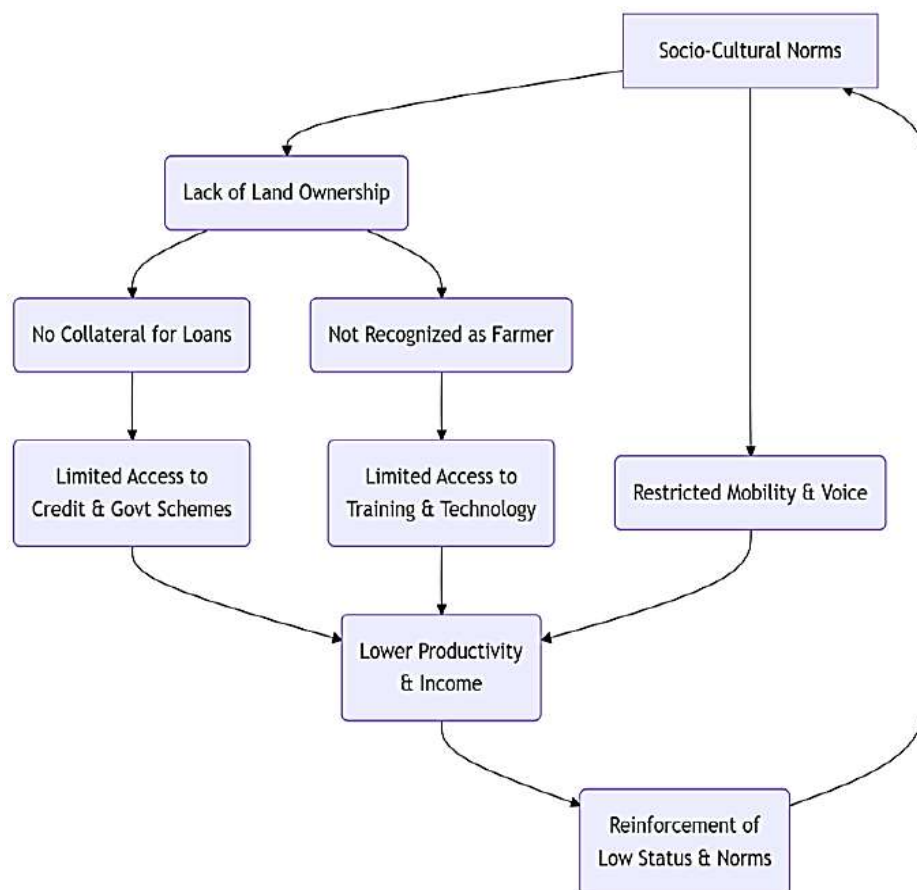 Socio-Cultural Norms
Lack of Land Ownership
No Collateral for Loans
Not Recognized as Farmer
Limited Access to
Credit & Govt Schemes
Limited Access to
Training & Technology
Restricted Mobility & Voice
Lower Productivity
& Income
Reinforcement of
Low Status & Norms